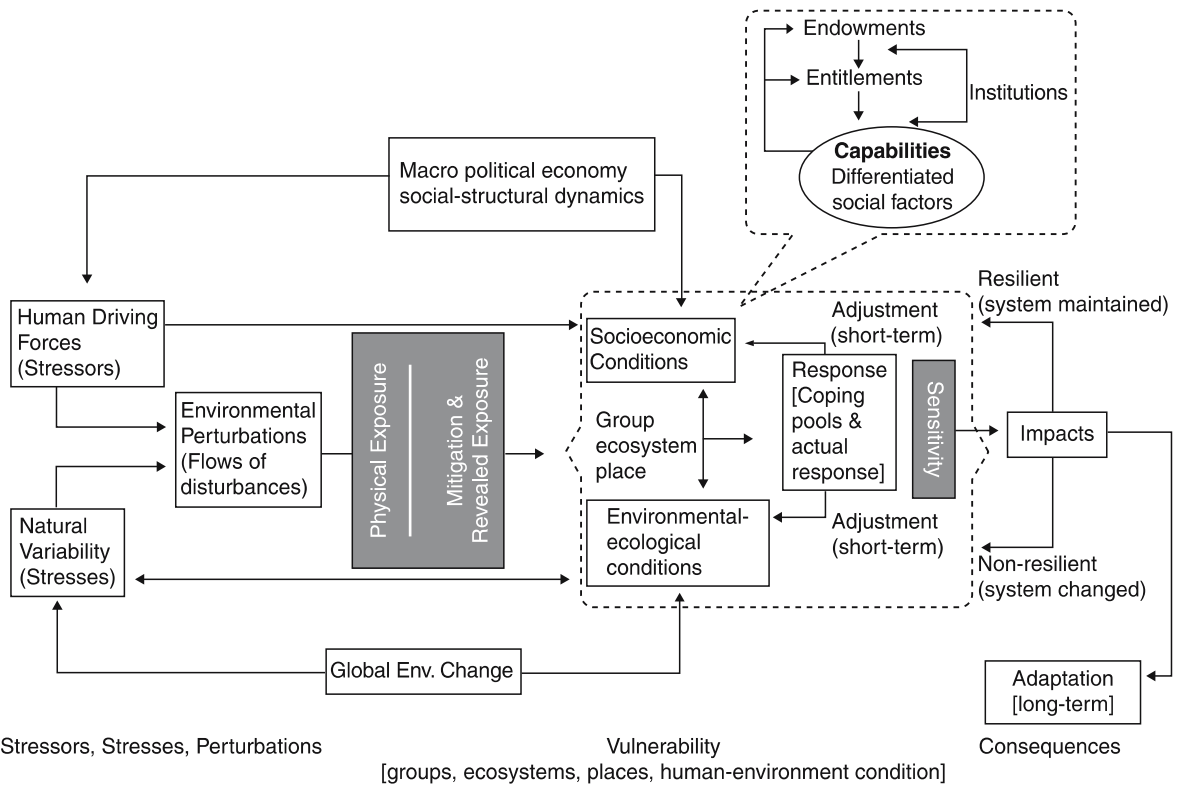 Endowments
Entitlements
Institutions
Capabilities
Differentiated
social factors
Macro political economy
social-structural dynamics
Human Driving
Forces
(Stressors)
Environmental
Perturbations
(Flows of
disturbances)
Natural
Variability
(Stresses)
Physical Exposure
Mitigation &
Revealed Exposure
Socioeconomic
Conditions
Group
ecosystem
place
Environmental-
ecological
conditions
Adjustment
(short-term)
Response
[Coping
pools &
actual
response]
Adjustment
(short-term)
Sensitivity
Resilient
(system maintained)
Impacts
Non-resilient
(system changed)
Global Env. Change
Adaptation
[long-term]
Stressors, Stresses, Perturbations
Vulnerability
[groups, ecosystems, places, human-environment condition]
Consequences